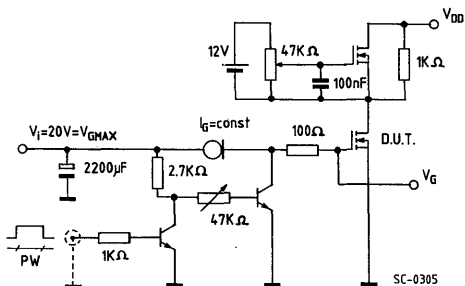 V_DD
12V
47KΩ
1KΩ
100nF
V_i=20V=V_GMAX
I_G=const
100Ω
D.U.T.
2200μF
2.7KΩ
V_G
47KΩ
1KΩ
PW
SC-0305